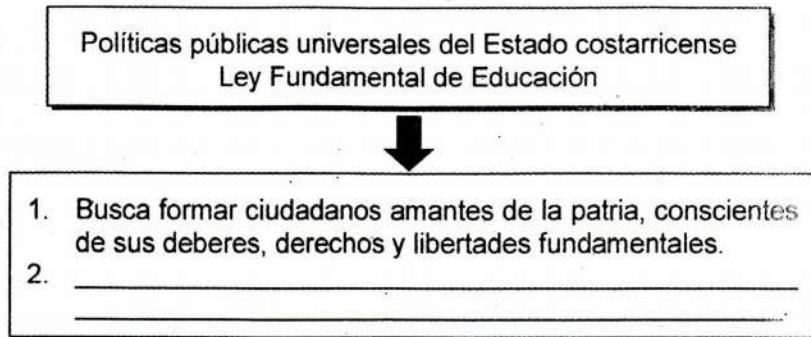 Políticas públicas universales del Estado costarricense
Ley Fundamental de Educación
1. Busca formar ciudadanos amantes de la patria, conscientes
de sus deberes, derechos y libertades fundamentales.
2.